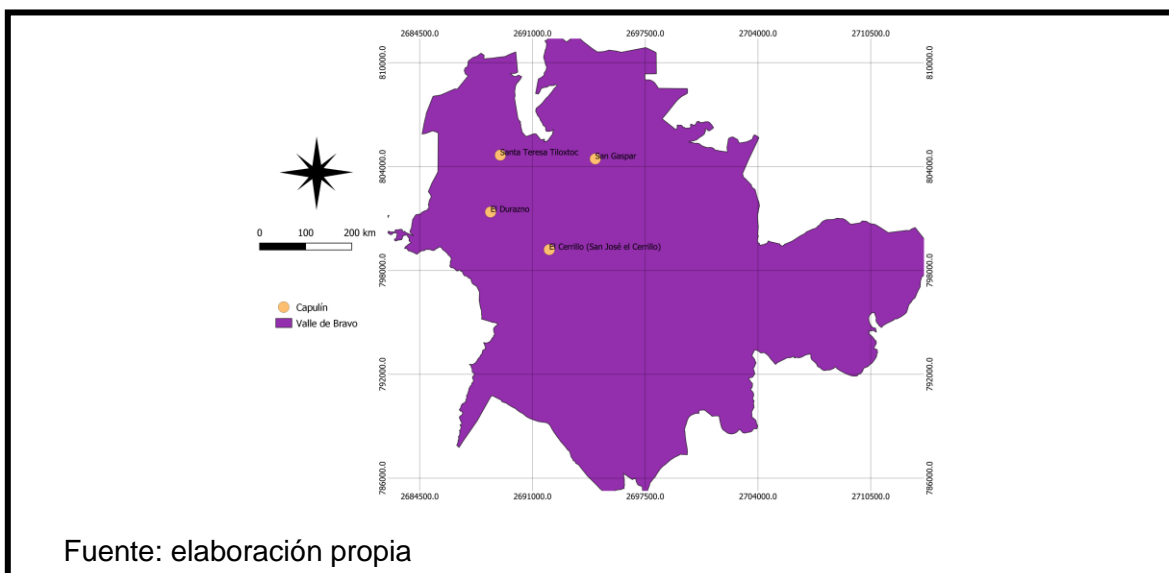 2684500.0 2691000.0 2697500.0 2704000.0 2710500.0
810000.0 810000.0
Santa Teresa Tiloxtoc San Gaspar
804000.0 804000.0
El Durazno
0 100 200 km
El Cerrillo (San José el Cerrillo)
798000.0 798000.0
Capulín
Valle de Bravo
792000.0 792000.0
786000.0 786000.0
2684500.0 2691000.0 2697500.0 2704000.0 2710500.0
Fuente: elaboración propia